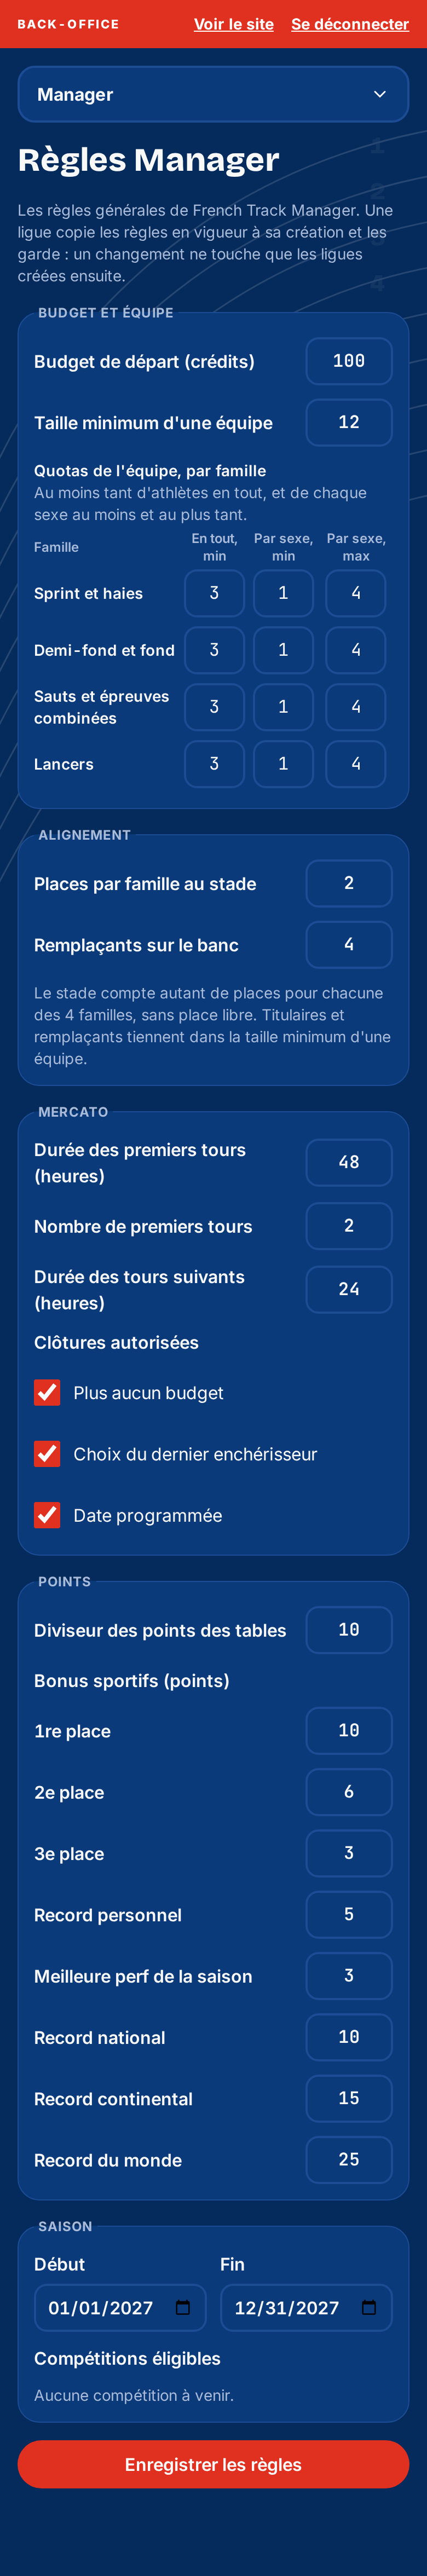 BACK-OFFICE Voir le site Se déconnecter
Manager
Règles Manager
1
2
3
4
Les règles générales de French Track Manager. Une
ligue copie les règles en vigueur à sa création et les
garde : un changement ne touche que les ligues
créées ensuite.
BUDGET ET ÉQUIPE
Budget de départ (crédits) 100
Taille minimum d'une équipe 12
Quotas de l'équipe, par famille
Au moins tant d'athlètes en tout, et de chaque
sexe au moins et au plus tant.
Famille En tout, min Par sexe, min Par sexe, max
Sprint et haies 3 1 4
Demi-fond et fond 3 1 4
Sauts et épreuves
combinées 3 1 4
Lancers 3 1 4
ALIGNEMENT
Places par famille au stade 2
Remplaçants sur le banc 4
Le stade compte autant de places pour chacune
des 4 familles, sans place libre. Titulaires et
remplaçants tiennent dans la taille minimum d'une
équipe.
MERCATO
Durée des premiers tours
(heures) 48
Nombre de premiers tours 2
Durée des tours suivants
(heures) 24
Clôtures autorisées
Plus aucun budget
Choix du dernier enchérisseur
Date programmée
POINTS
Diviseur des points des tables 10
Bonus sportifs (points)
1re place 10
2e place 6
3e place 3
Record personnel 5
Meilleure perf de la saison 3
Record national 10
Record continental 15
Record du monde 25
SAISON
Début Fin
01/01/2027 12/31/2027
Compétitions éligibles
Aucune compétition à venir.
Enregistrer les règles